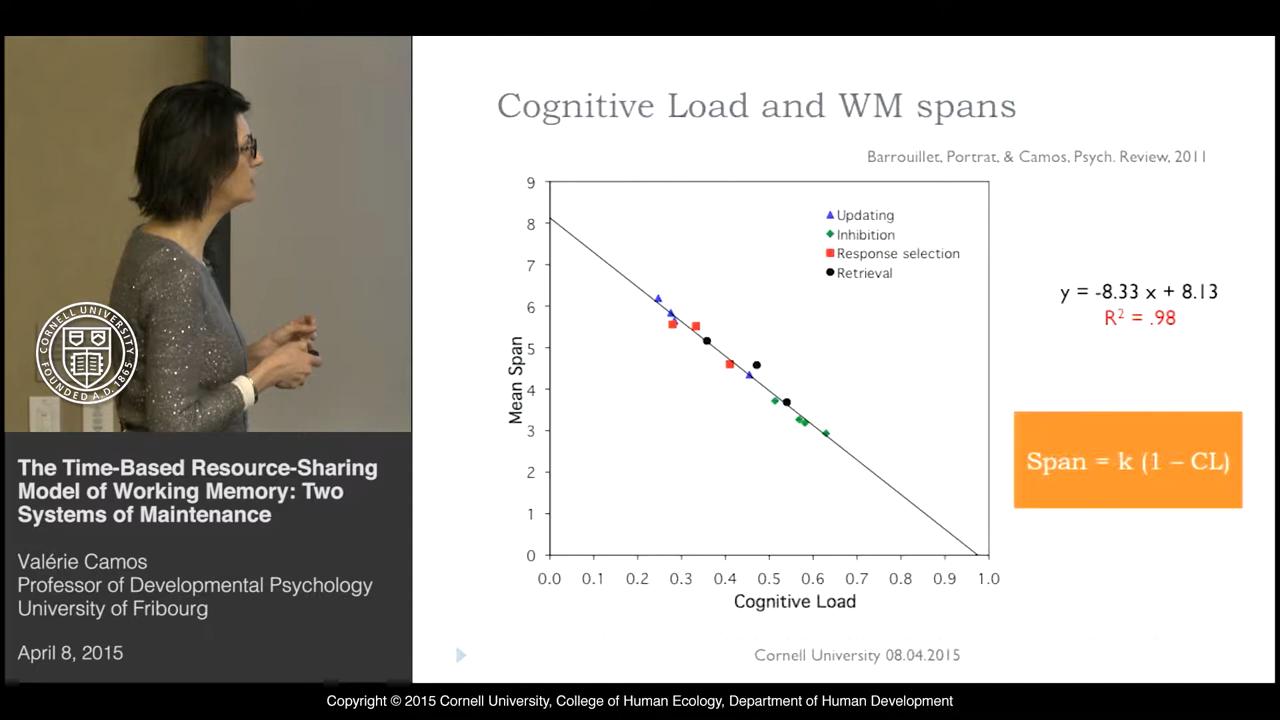 Cognitive Load and WM spans
Barrouillet, Portrat, & Camos, Psych. Review, 2011
9
8
7
6
5
4
3
2
1
0
Mean Span
Updating
Inhibition
Response selection
Retrieval
0.0 0.1 0.2 0.3 0.4 0.5 0.6 0.7 0.8 0.9 1.0
Cognitive Load
y = -8.33 x + 8.13
R² = .98
Span = k (1 – CL)
Cornell University 08.04.2015
CORNELL UNIVERSITY
FOUNDED A.D. 1865
The Time-Based Resource-Sharing
Model of Working Memory: Two
Systems of Maintenance
Valérie Camos
Professor of Developmental Psychology
University of Fribourg
April 8, 2015
Copyright © 2015 Cornell University, College of Human Ecology, Department of Human Development